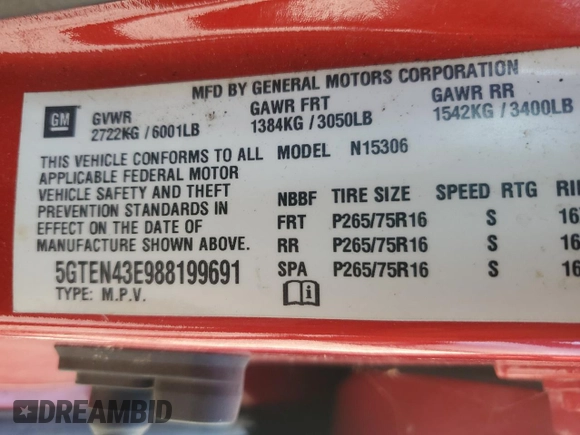 MFD BY GENERAL MOTORS CORPORATION
GM
GVWR GAWR FRT GAWR RR
2722KG / 6001LB 1384KG / 3050LB 1542KG / 3400LB
THIS VEHICLE CONFORMS TO ALL MODEL N15306
APPLICABLE FEDERAL MOTOR
VEHICLE SAFETY AND THEFT NBBF TIRE SIZE SPEED RTG
PREVENTION STANDARDS IN
EFFECT ON THE DATE OF FRT P265/75R16 S
MANUFACTURE SHOWN ABOVE. RR P265/75R16 S
5GTEN43E988199691 SPA P265/75R16 S
TYPE: M.P.V.
DREAMBID